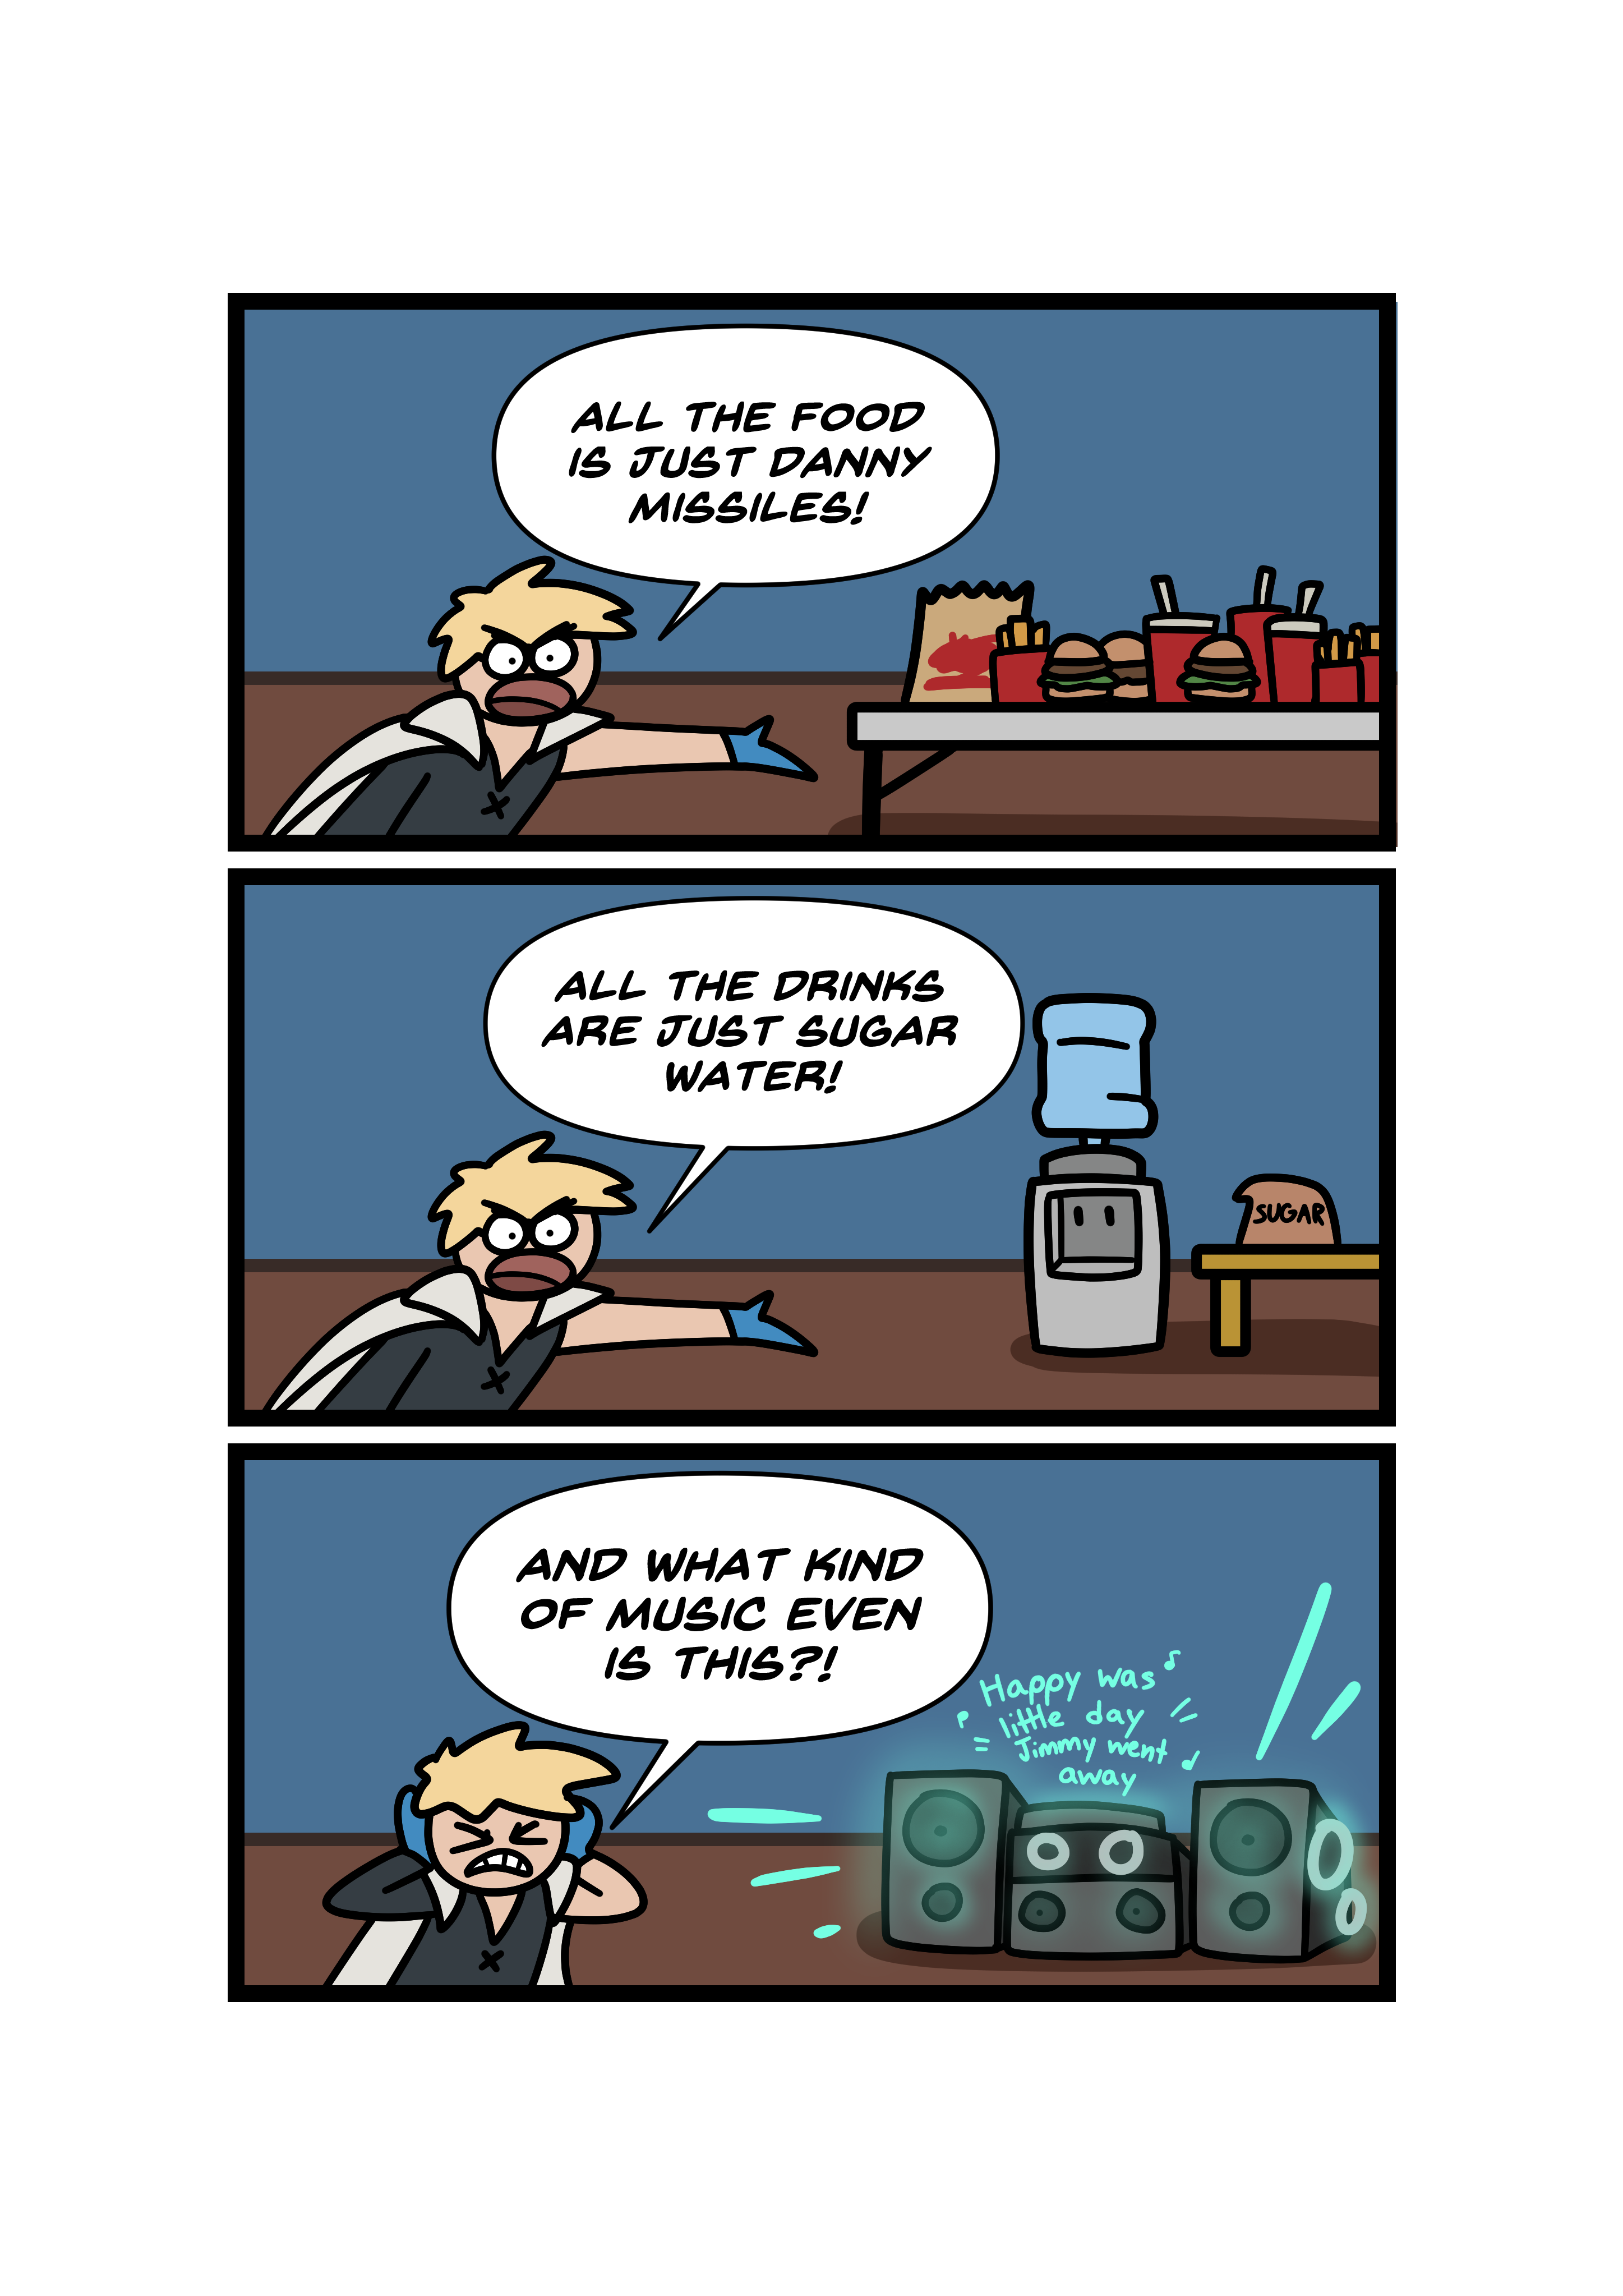 ALL THE FOOD
IS JUST DANNY
MISSILES!
ALL THE DRINKS
ARE JUST SUGAR
WATER!
SUGAR
AND WHAT KIND
OF MUSIC EVEN
IS THIS?!
Happy was
little day
Jimmy went
away